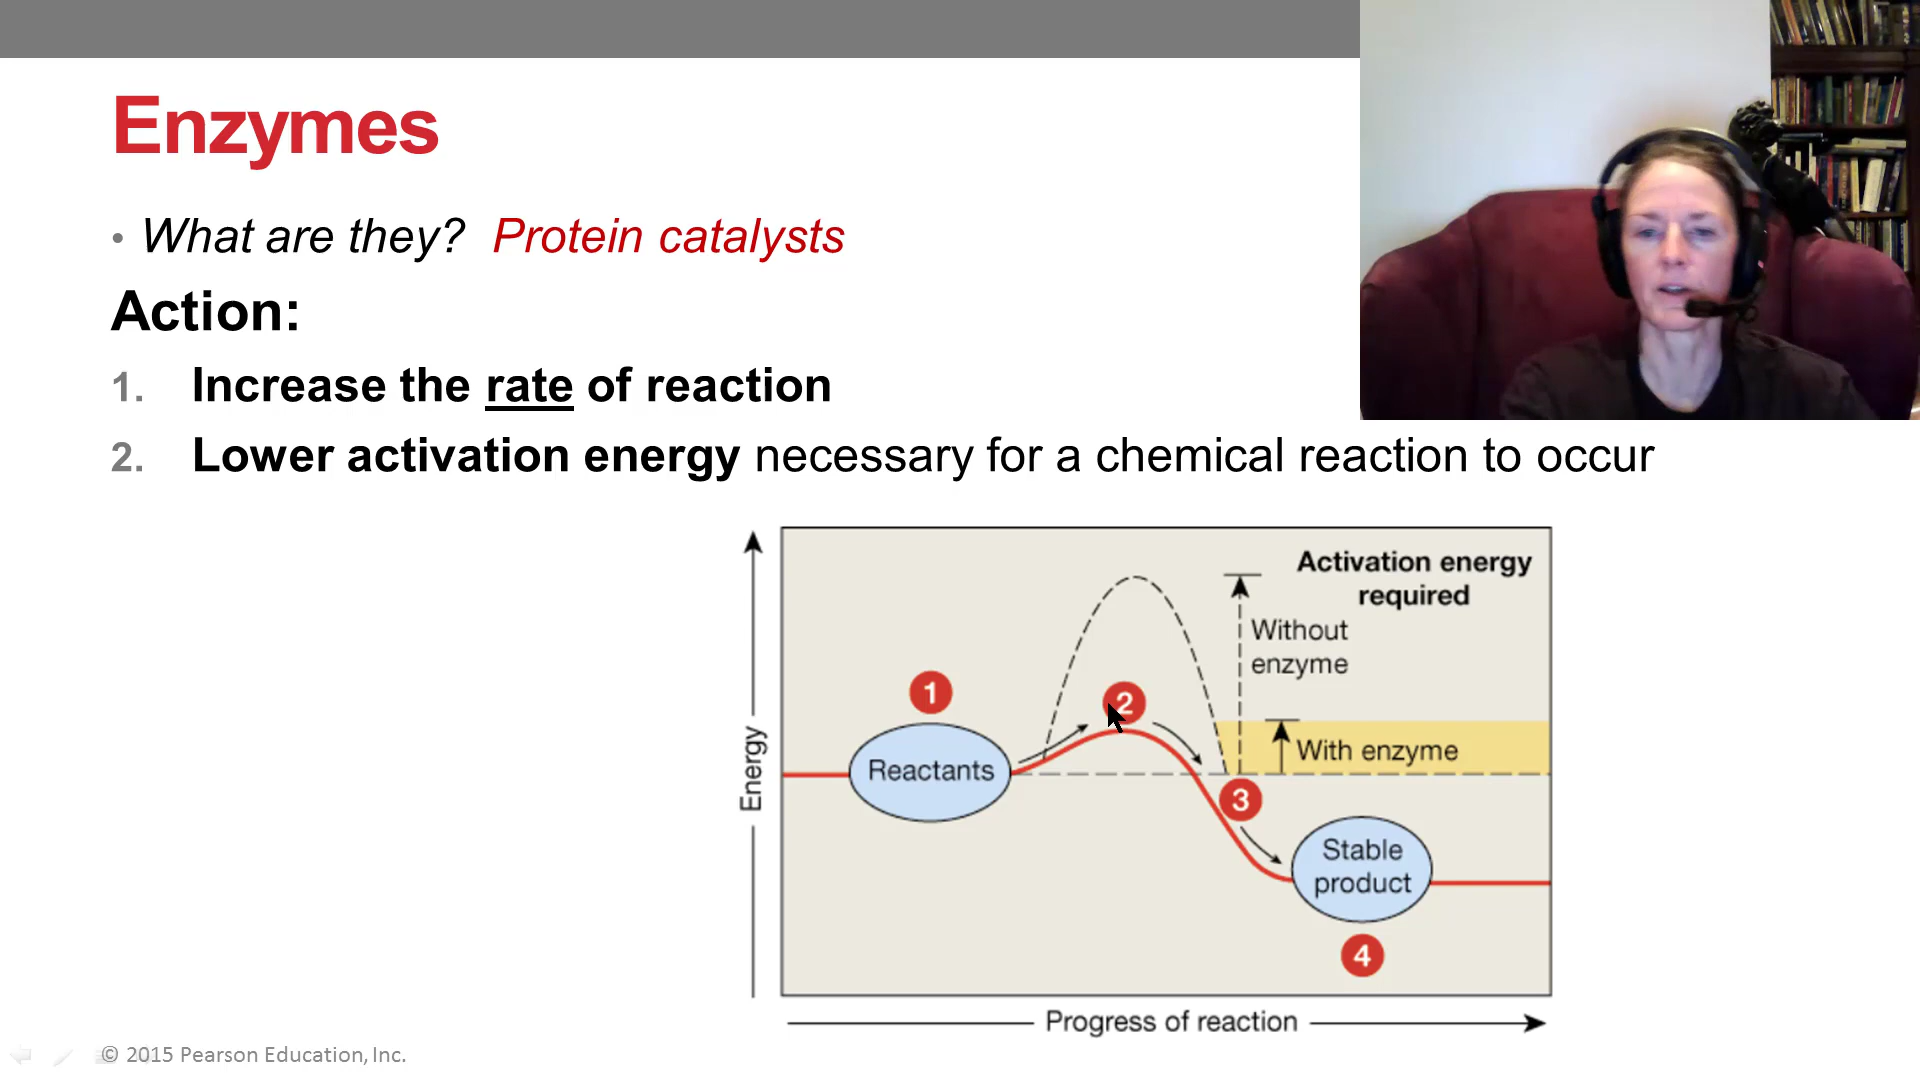 Enzymes
• What are they? Protein catalysts
Action:
1. Increase the rate of reaction
2. Lower activation energy necessary for a chemical reaction to occur
Activation energy
required
Without
enzyme
1
2
With enzyme
Reactants
3
Stable
product
4
Energy
Progress of reaction
© 2015 Pearson Education, Inc.